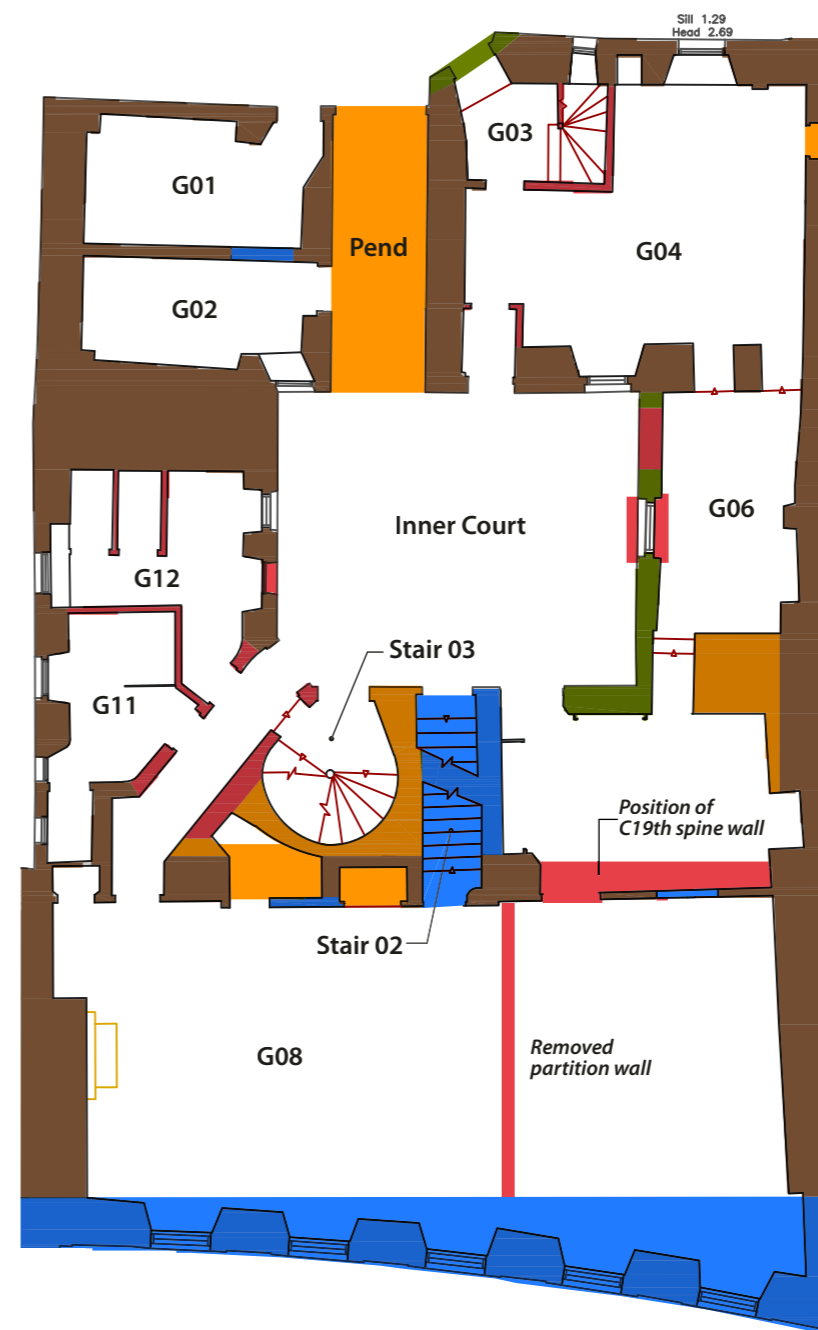 Sill 1.29
Head 2.69
G03
G01
Pend
G04
G02
G06
Inner Court
G12
Stair 03
G11
Position of
C19th spine wall
Stair 02
G08
Removed
partition wall